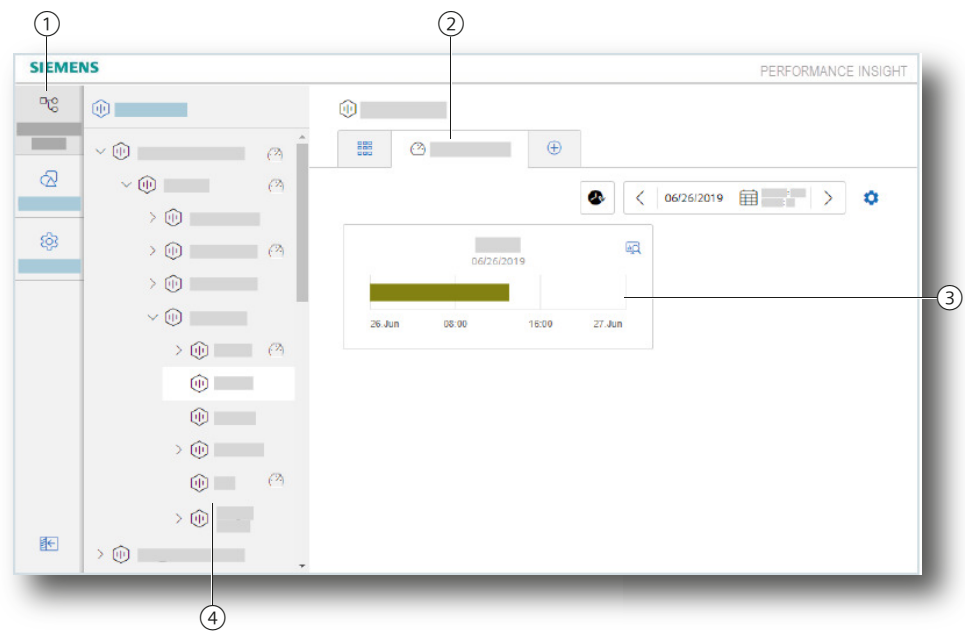 1
2
SIEMENS
PERFORMANCE INSIGHT
06/26/2019
06/26/2019
26.Jun 08:00 16:00 27.Jun
3
4